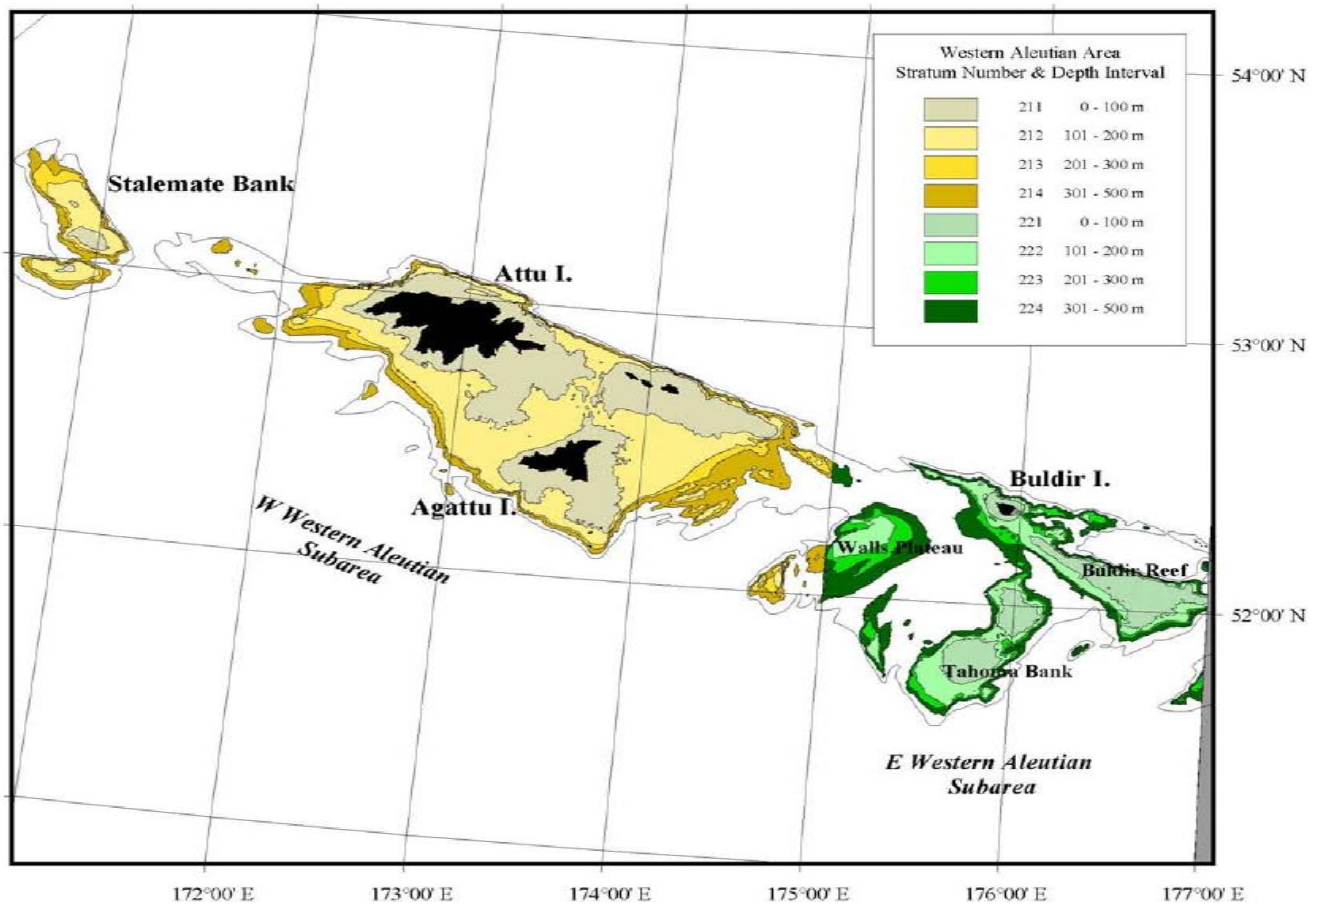 Western Aleutian Area
Stratum Number & Depth Interval
211 0 - 100 m
212 101 - 200 m
213 201 - 300 m
214 301 - 500 m
221 0 - 100 m
222 101 - 200 m
223 201 - 300 m
224 301 - 500 m
54°00' N
53°00' N
52°00' N
Stalemate Bank
Attu I.
Agattu I.
Buldir I.
Walls Plateau
Buldir Reef
Tahoma Bank
W Western Aleutian
Subarea
E Western Aleutian
Subarea
172°00' E
173°00' E
174°00' E
175°00' E
176°00' E
177°00' E